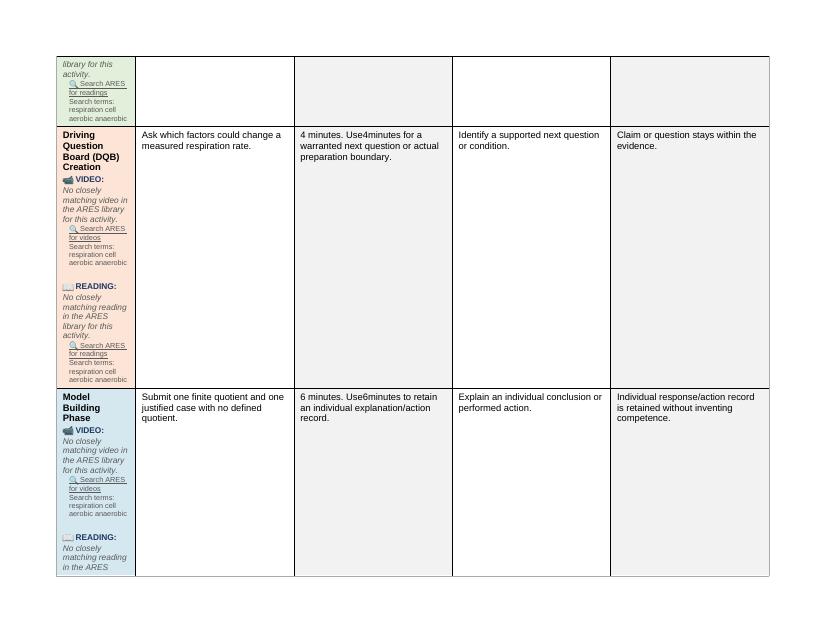 library for this
activity.
🔍 Search ARES
for readings
Search terms:
respiration cell
aerobic anaerobic
Driving
Question
Board (DQB)
Creation
📹 VIDEO:
No closely
matching video in
the ARES library
for this activity.
🔍 Search ARES
for videos
Search terms:
respiration cell
aerobic anaerobic
📖 READING:
No closely
matching reading
in the ARES
library for this
activity.
🔍 Search ARES
for readings
Search terms:
respiration cell
aerobic anaerobic
Ask which factors could change a
measured respiration rate.
4 minutes. Use4minutes for a
warranted next question or actual
preparation boundary.
Identify a supported next question
or condition.
Claim or question stays within the
evidence.
Model
Building
Phase
📹 VIDEO:
No closely
matching video in
the ARES library
for this activity.
🔍 Search ARES
for videos
Search terms:
respiration cell
aerobic anaerobic
📖 READING:
No closely
matching reading
in the ARES
Submit one finite quotient and one
justified case with no defined
quotient.
6 minutes. Use6minutes to retain
an individual explanation/action
record.
Explain an individual conclusion or
performed action.
Individual response/action record
is retained without inventing
competence.